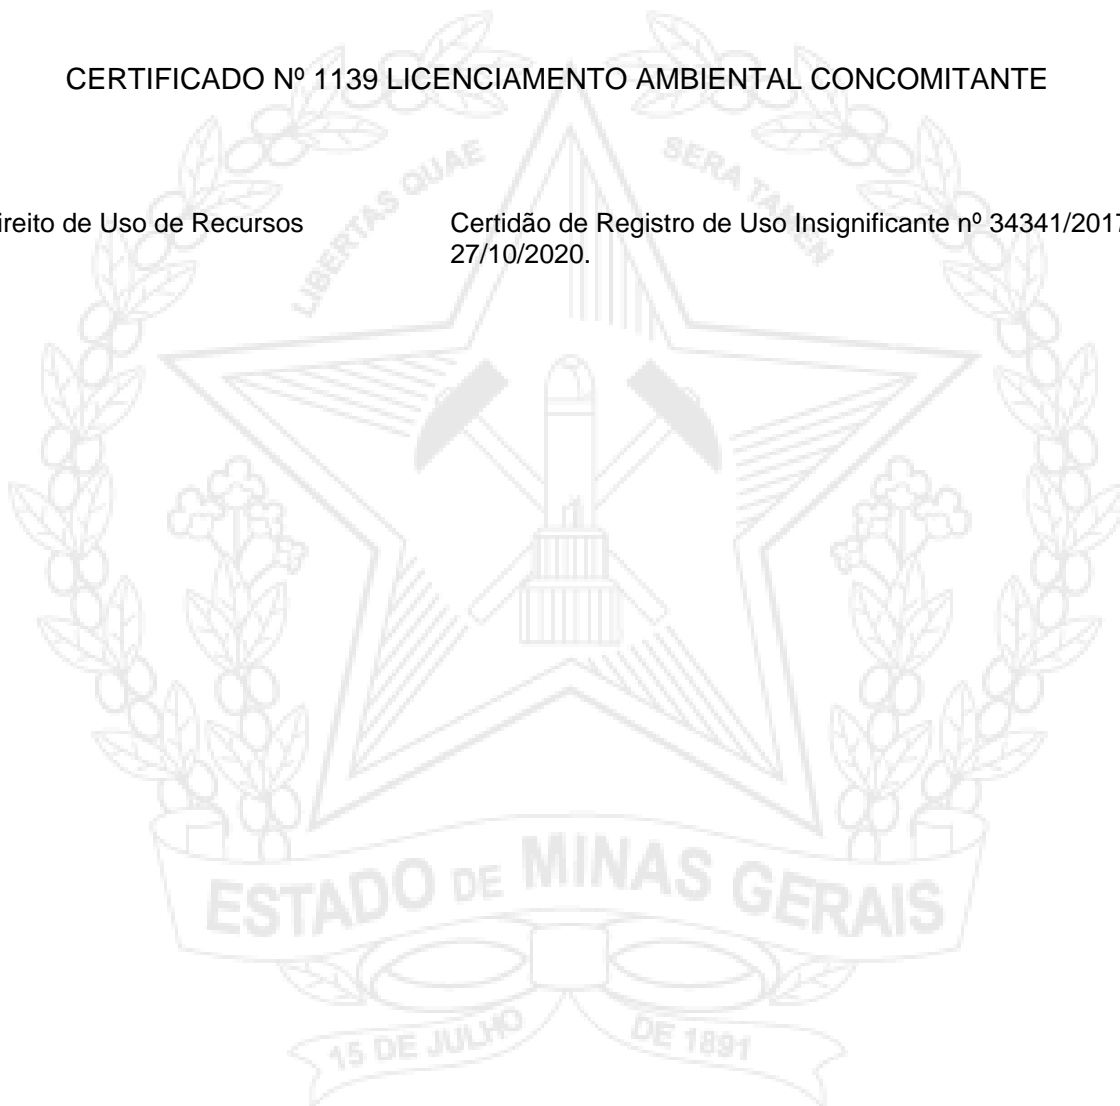 CERTIFICADO Nº 1139 LICENCIAMENTO AMBIENTAL CONCOMITANTE
LIBERTAS QUAE SERA TAMEN
ireito de Uso de Recursos
Certidão de Registro de Uso Insignificante nº 34341/2017
27/10/2020.
ESTADO DE MINAS GERAIS
15 DE JULHO DE 1891